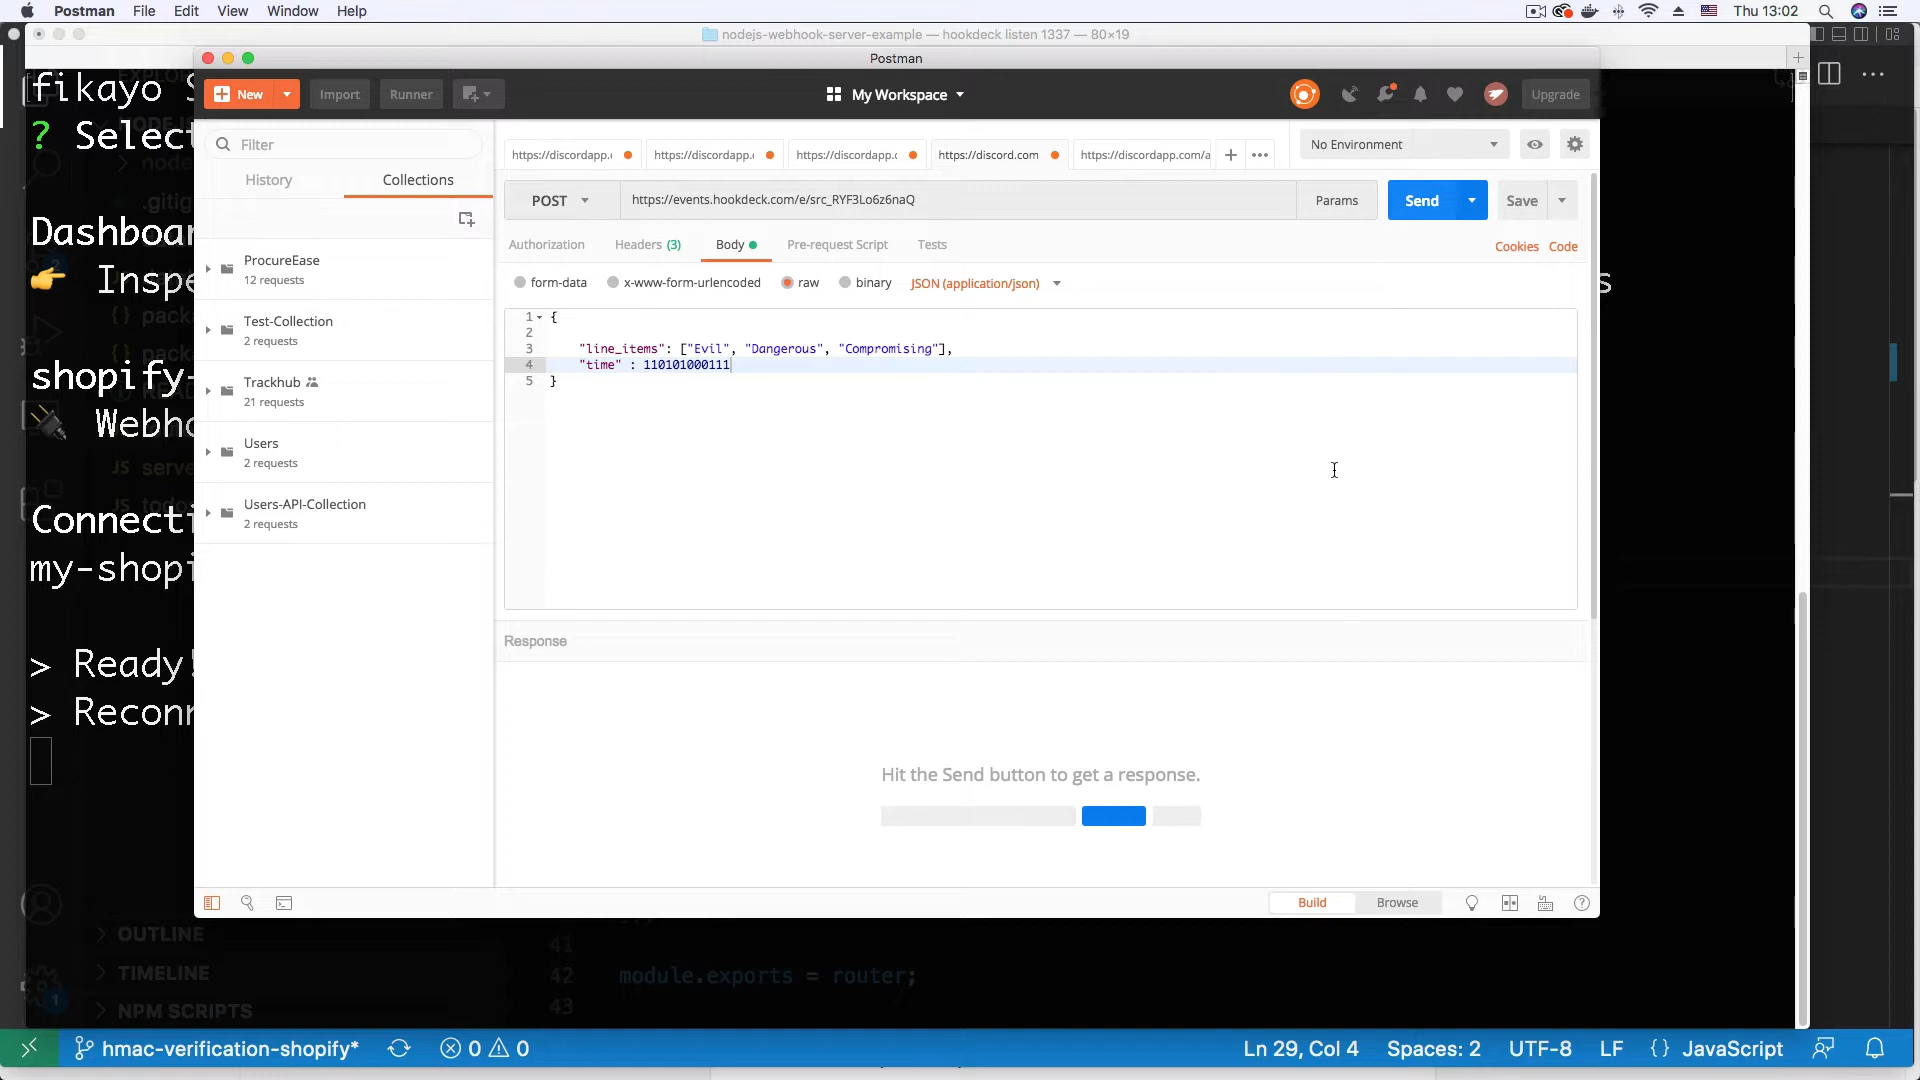 Postman File Edit View Window Help
Thu 13:02
nodejs-webhook-server-example — hookdeck listen 1337 — 80×19
Postman
New
Import
Runner
My Workspace
Upgrade
fikayo
? Select
Dashboar
Inspe
s
shopify-
Webho
Connecti
my-shopi
> Ready!
> Reconn
Filter
History
Collections
ProcureEase
12 requests
Test-Collection
2 requests
Trackhub
21 requests
Users
2 requests
Users-API-Collection
2 requests
https://discordapp.
https://discordapp.
https://discordapp.c
https://discord.com
https://discordapp.com/a
No Environment
POST
https://events.hookdeck.com/e/src_RYF3Lo6z6naQ
Params
Send
Save
Authorization
Headers (3)
Body
Pre-request Script
Tests
Cookies
Code
form-data
x-www-form-urlencoded
raw
binary
JSON (application/json)
1 {
2
3 "line_items": ["Evil", "Dangerous", "Compromising"],
4 "time" : 110101000111
5 }
Response
Hit the Send button to get a response.
Build
Browse
OUTLINE
TIMELINE
NPM SCRIPTS
41
42 module.exports = router;
43
hmac-verification-shopify*
0
0
Ln 29, Col 4
Spaces: 2
UTF-8
LF
{} JavaScript